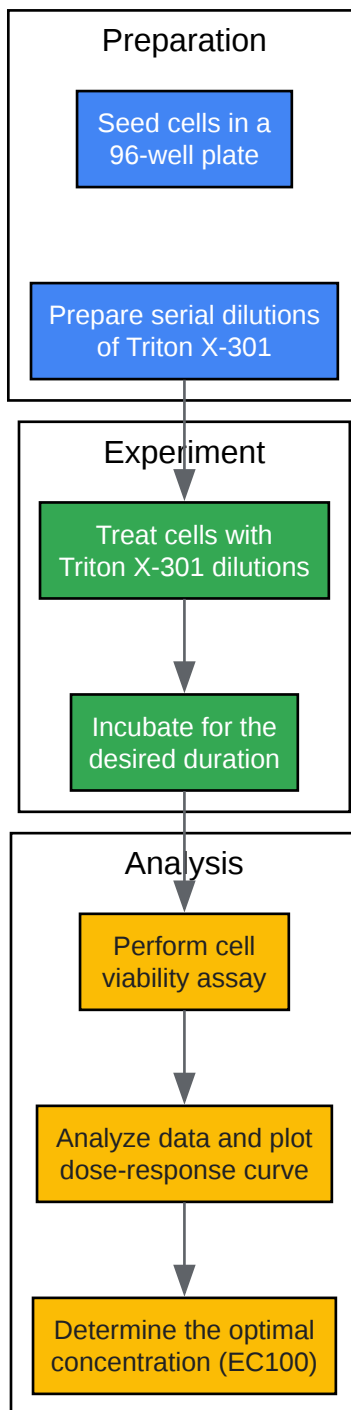 Preparation
Seed cells in a
96-well plate
Prepare serial dilutions
of Triton X-301
Experiment
Treat cells with
Triton X-301 dilutions
Incubate for the
desired duration
Analysis
Perform cell
viability assay
Analyze data and plot
dose-response curve
Determine the optimal
concentration (EC100)